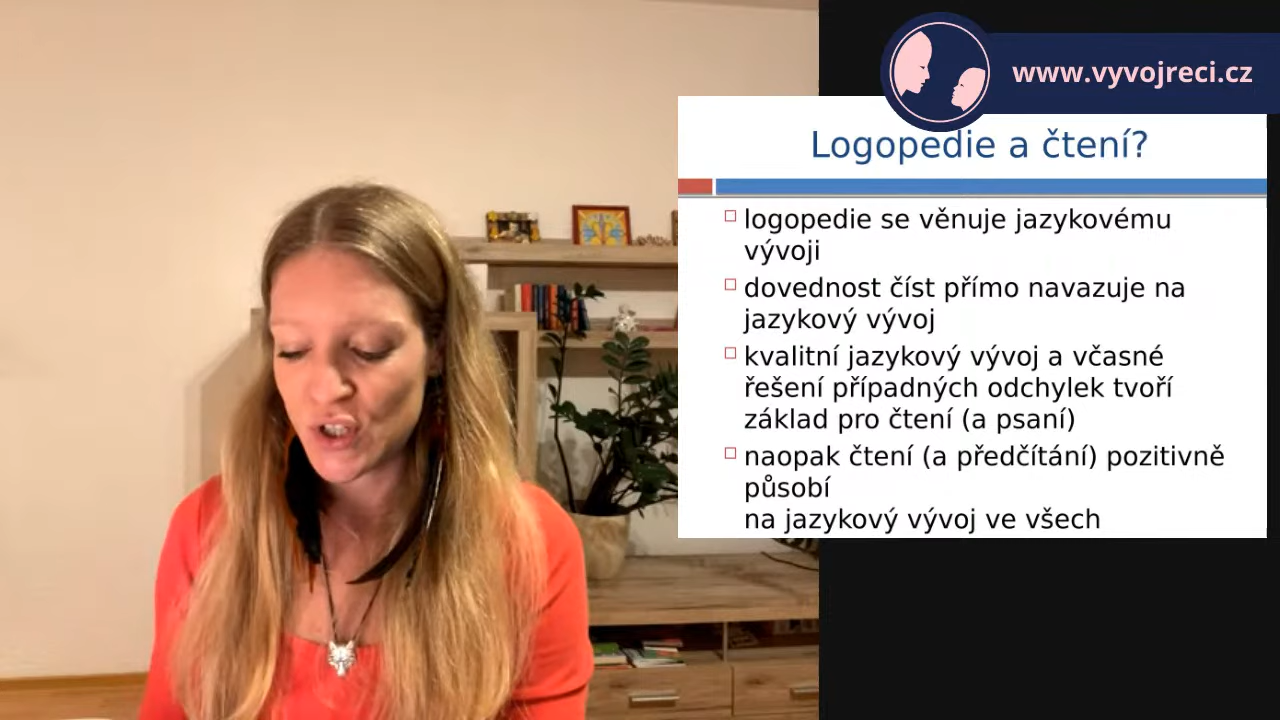 www.vyvojreci.cz
Logopedie a čtení?
logopedie se věnuje jazykovému
vývoji
dovednost číst přímo navazuje na
jazykový vývoj
kvalitní jazykový vývoj a včasné
řešení případných odchylek tvoří
základ pro čtení (a psaní)
naopak čtení (a předčítání) pozitivně
působí
na jazykový vývoj ve všech